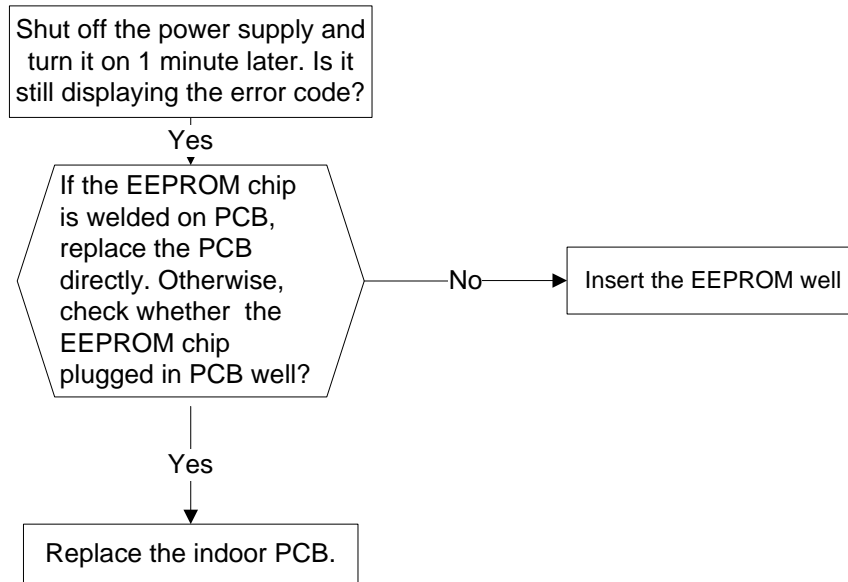 Shut off the power supply and
turn it on 1 minute later. Is it
still displaying the error code?
Yes
If the EEPROM chip
is welded on PCB,
replace the PCB
directly. Otherwise,
check whether  the
EEPROM chip
plugged in PCB well?
No
Insert the EEPROM well
Yes
Replace the indoor PCB.